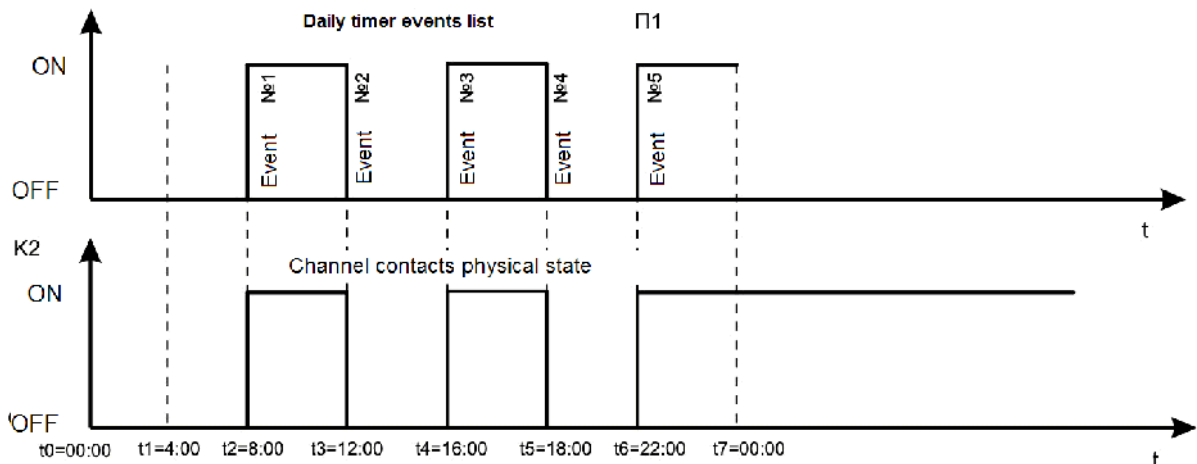 Daily timer events list П1
ON
Event №1
Event №2
Event №3
Event №4
Event №5
OFF
t
K2
Channel contacts physical state
ON
OFF
t0=00:00 t1=4:00 t2=8:00 t3=12:00 t4=16:00 t5=18:00 t6=22:00 t7=00:00
t